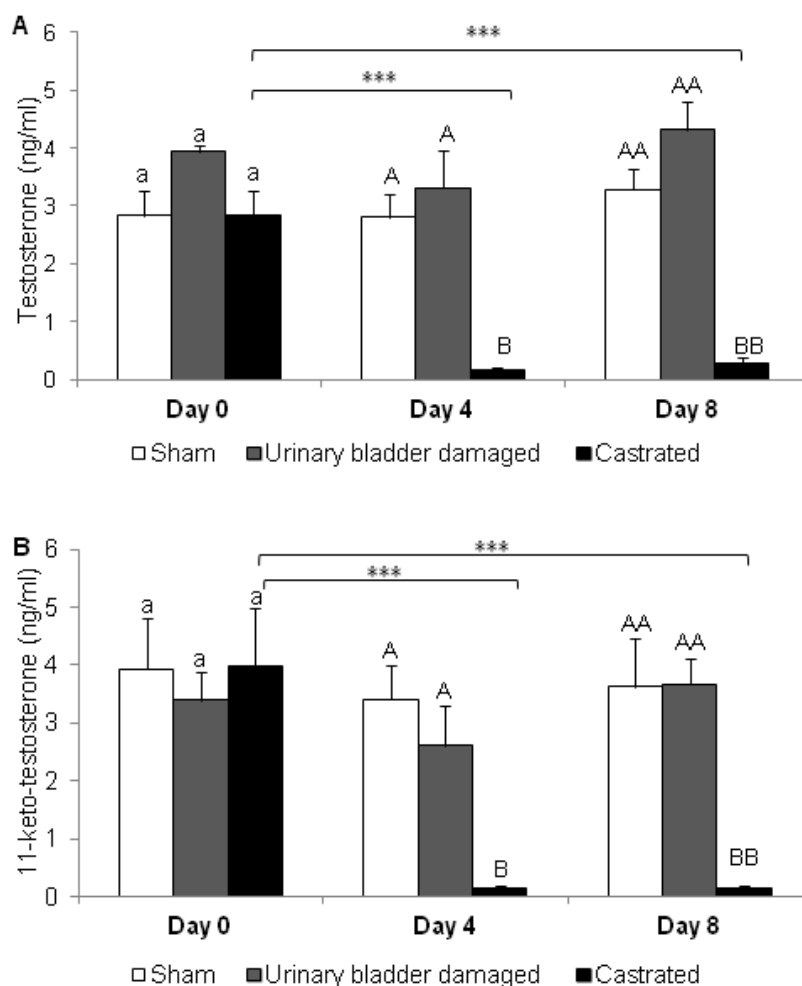 A
Testosterone (ng/ml)
6
5
4
3
2
1
0
***
***
a
a
a
A
A
B
AA
AA
BB
Day 0 Day 4 Day 8
Sham Urinary bladder damaged Castrated
B
11-keto-testosterone (ng/ml)
6
5
4
3
2
1
0
***
***
a
a
a
A
A
B
AA
AA
BB
Day 0 Day 4 Day 8
Sham Urinary bladder damaged Castrated